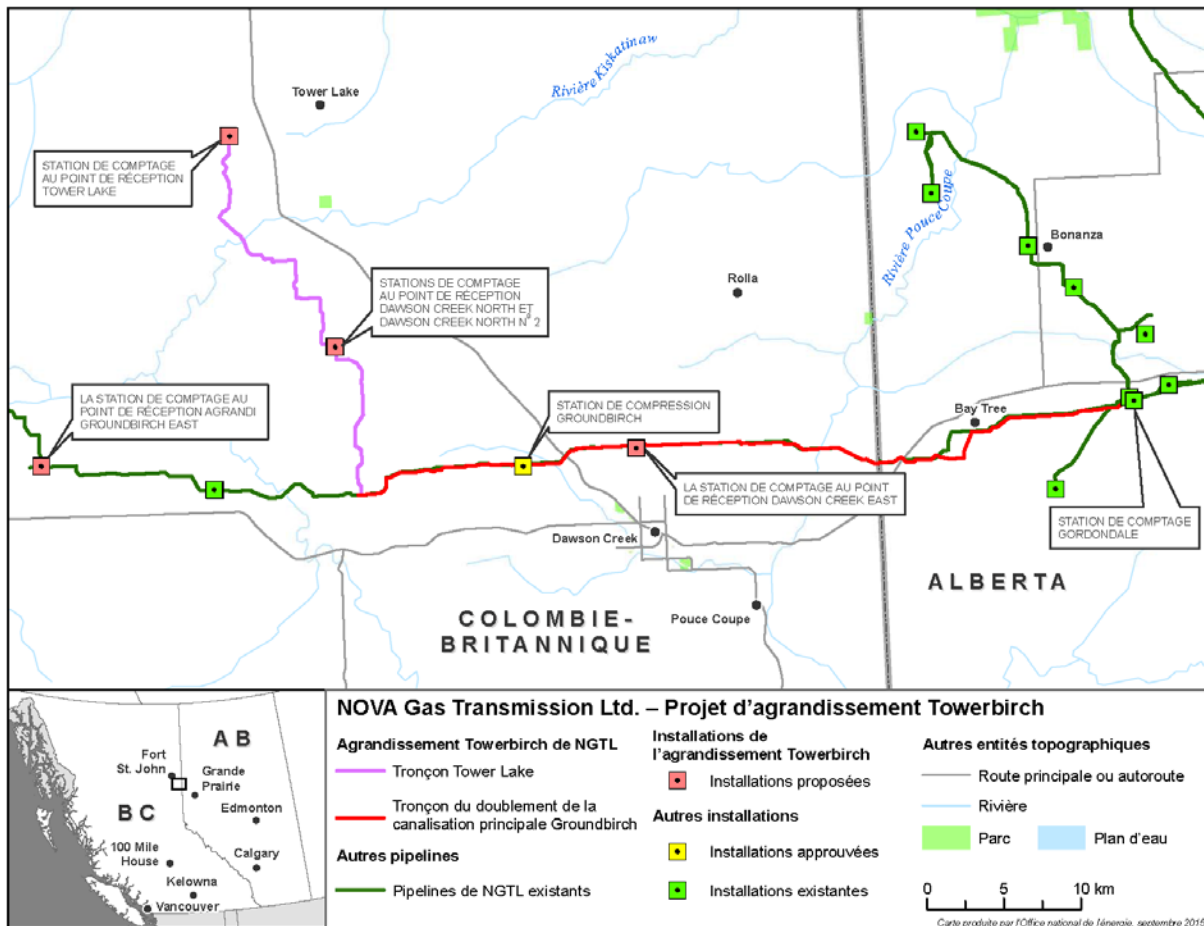 Tower Lake
Rivière Kiskatinaw
STATION DE COMPTAGE
AU POINT DE RÉCEPTION
TOWER LAKE
Rivière Pouce Coupe
Bonanza
Rolla
STATIONS DE COMPTAGE
AU POINT DE RÉCEPTION
DAWSON CREEK NORTH ET
DAWSON CREEK NORTH N° 2
LA STATION DE COMPTAGE AU
POINT DE RÉCEPTION AGRANDI
GROUNDBIRCH EAST
STATION DE COMPRESSION
GROUNDBIRCH
Bay Tree
LA STATION DE COMPTAGE AU POINT
DE RÉCEPTION DAWSON CREEK EAST
STATION DE COMPTAGE
GORDONDALE
Dawson Creek
ALBERTA
COLOMBIE-
BRITANNIQUE
Pouce Coupe
AB
Fort
St. John
Grande
Prairie
BC
Edmonton
100 Mile
House
Calgary
Kelowna
Vancouver
NOVA Gas Transmission Ltd. – Projet d'agrandissement Towerbirch
Agrandissement Towerbirch de NGTL
Tronçon Tower Lake
Tronçon du doublement de la
canalisation principale Groundbirch
Autres pipelines
Pipelines de NGTL existants
Installations de
l'agrandissement Towerbirch
Installations proposées
Autres installations
Installations approuvées
Installations existantes
Autres entités topographiques
Route principale ou autoroute
Rivière
Parc
Plan d'eau
0 5 10 km
Carte produite par l'Office national de l'énergie, septembre 2015